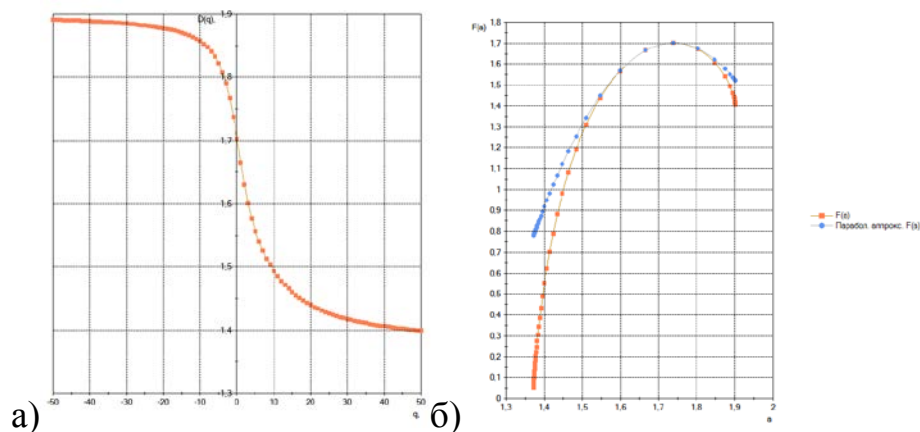 D(q).
1,9
1,8
1,7
1,6
1,5
1,4
1,3
-50 -40 -30 -20 -10 0 10 20 30 40 50
q.
а)
F(a)
1,8
1,7
1,6
1,5
1,4
1,3
1,2
1,1
1
0,9
0,8
0,7
0,6
0,5
0,4
0,3
0,2
0,1
0
1,3 1,4 1,5 1,6 1,7 1,8 1,9 2
a
б)
F(a)
Парабол. аппрокс. F(a)